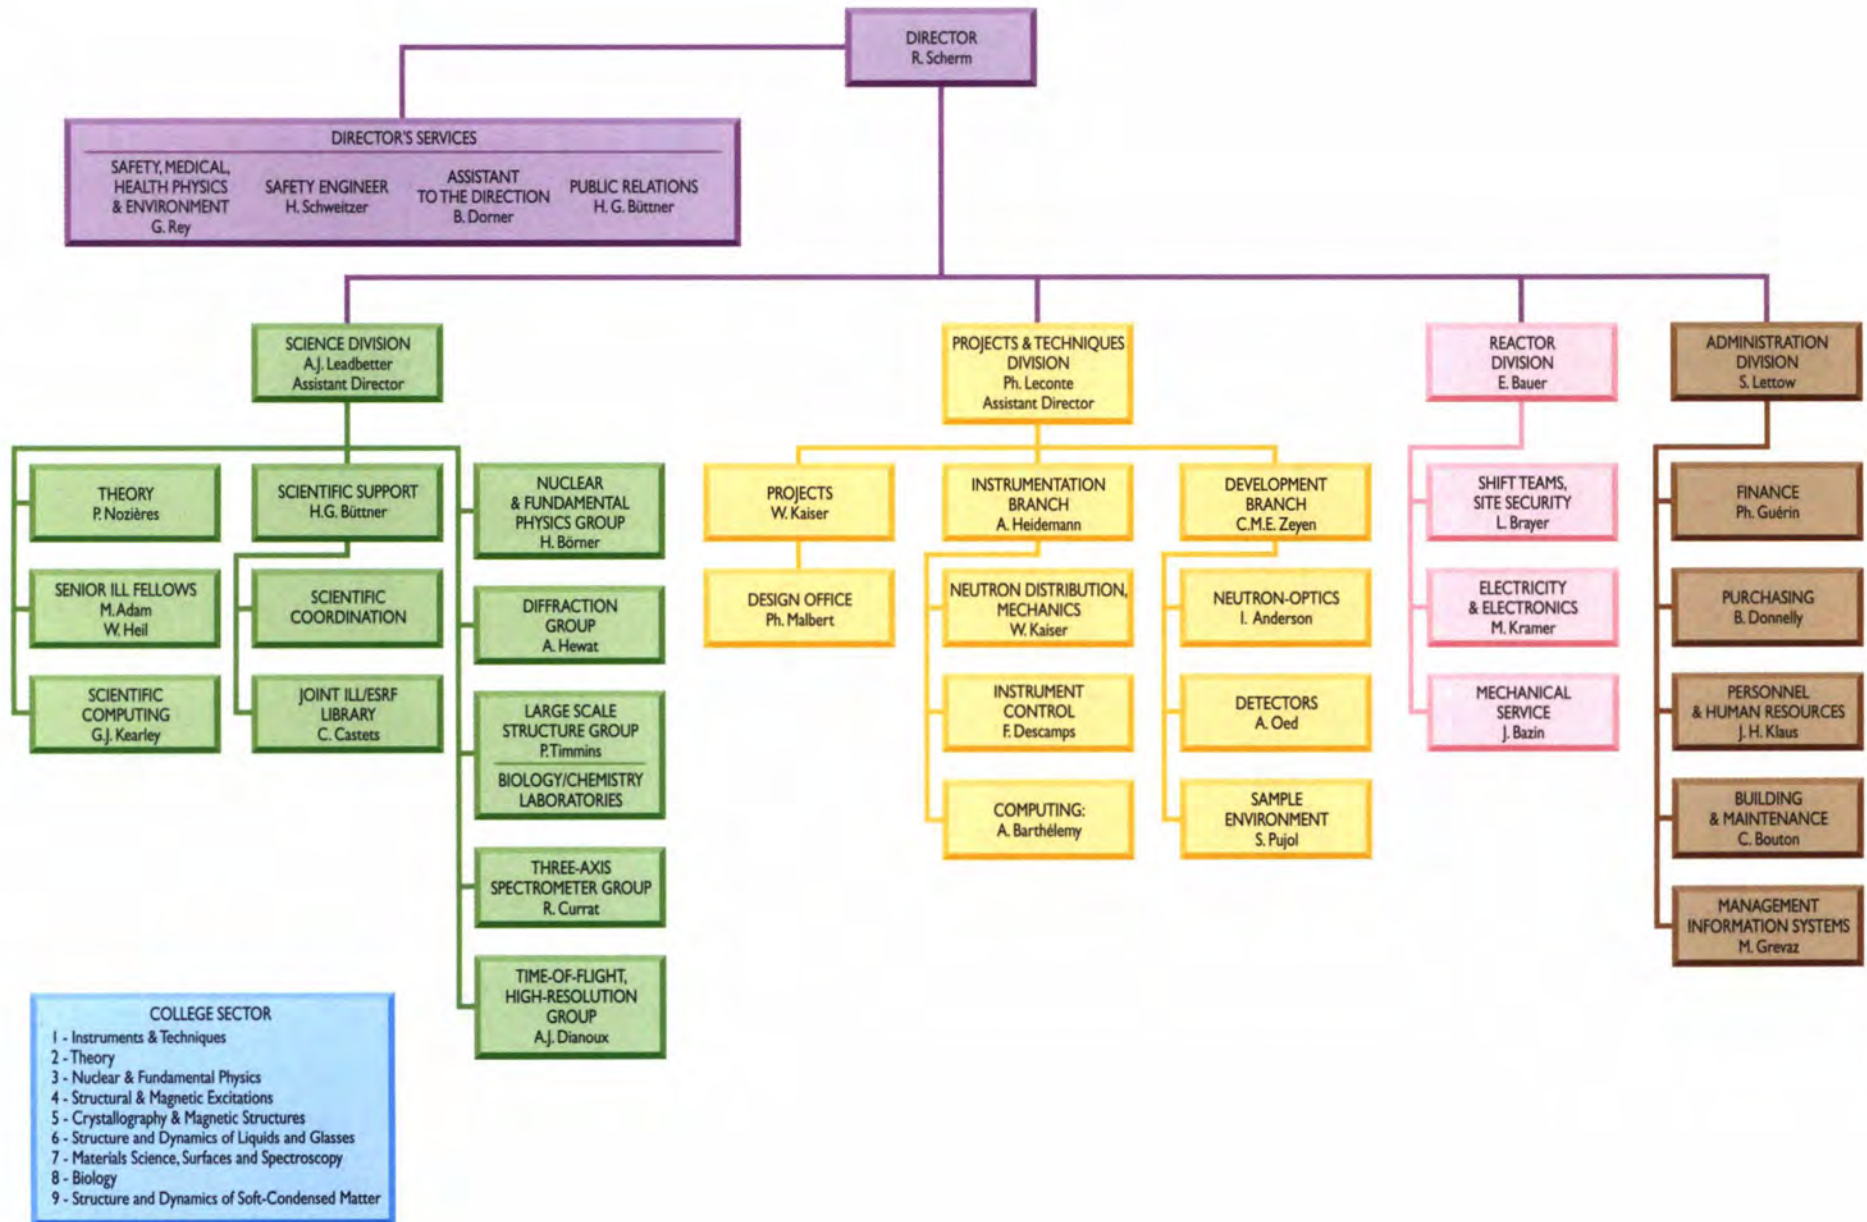 DIRECTOR
R. Scherm
DIRECTOR'S SERVICES
SAFETY, MEDICAL,
HEALTH PHYSICS
& ENVIRONMENT
G. Rey
SAFETY ENGINEER
H. Schweitzer
ASSISTANT
TO THE DIRECTION
B. Dorner
PUBLIC RELATIONS
H. G. Büttner
SCIENCE DIVISION
A.J. Leadbetter
Assistant Director
PROJECTS & TECHNIQUES
DIVISION
Ph. Leconte
Assistant Director
REACTOR
DIVISION
E. Bauer
ADMINISTRATION
DIVISION
S. Lettow
THEORY
P. Nozières
SENIOR ILL FELLOWS
M. Adam
W. Heil
SCIENTIFIC
COMPUTING
G.J. Kearley
SCIENTIFIC SUPPORT
H.G. Büttner
SCIENTIFIC
COORDINATION
JOINT ILL/ESRF
LIBRARY
C. Castets
NUCLEAR
& FUNDAMENTAL
PHYSICS GROUP
H. Börner
DIFFRACTION
GROUP
A. Hewat
LARGE SCALE
STRUCTURE GROUP
P. Timmins
BIOLOGY/CHEMISTRY
LABORATORIES
THREE-AXIS
SPECTROMETER GROUP
R. Currat
TIME-OF-FLIGHT,
HIGH-RESOLUTION
GROUP
A.J. Dianoux
PROJECTS
W. Kaiser
DESIGN OFFICE
Ph. Malbert
INSTRUMENTATION
BRANCH
A. Heidemann
NEUTRON DISTRIBUTION,
MECHANICS
W. Kaiser
INSTRUMENT
CONTROL
F. Descamps
COMPUTING:
A. Barthélemy
DEVELOPMENT
BRANCH
C.M.E. Zeyen
NEUTRON-OPTICS
I. Anderson
DETECTORS
A. Oed
SAMPLE
ENVIRONMENT
S. Pujol
SHIFT TEAMS,
SITE SECURITY
L. Brayer
ELECTRICITY
& ELECTRONICS
M. Kramer
MECHANICAL
SERVICE
J. Bazin
FINANCE
Ph. Guérin
PURCHASING
B. Donnelly
PERSONNEL
& HUMAN RESOURCES
J. H. Klaus
BUILDING
& MAINTENANCE
C. Bouton
MANAGEMENT
INFORMATION SYSTEMS
M. Grevaz
COLLEGE SECTOR
1 - Instruments & Techniques
2 - Theory
3 - Nuclear & Fundamental Physics
4 - Structural & Magnetic Excitations
5 - Crystallography & Magnetic Structures
6 - Structure and Dynamics of Liquids and Glasses
7 - Materials Science, Surfaces and Spectroscopy
8 - Biology
9 - Structure and Dynamics of Soft-Condensed Matter